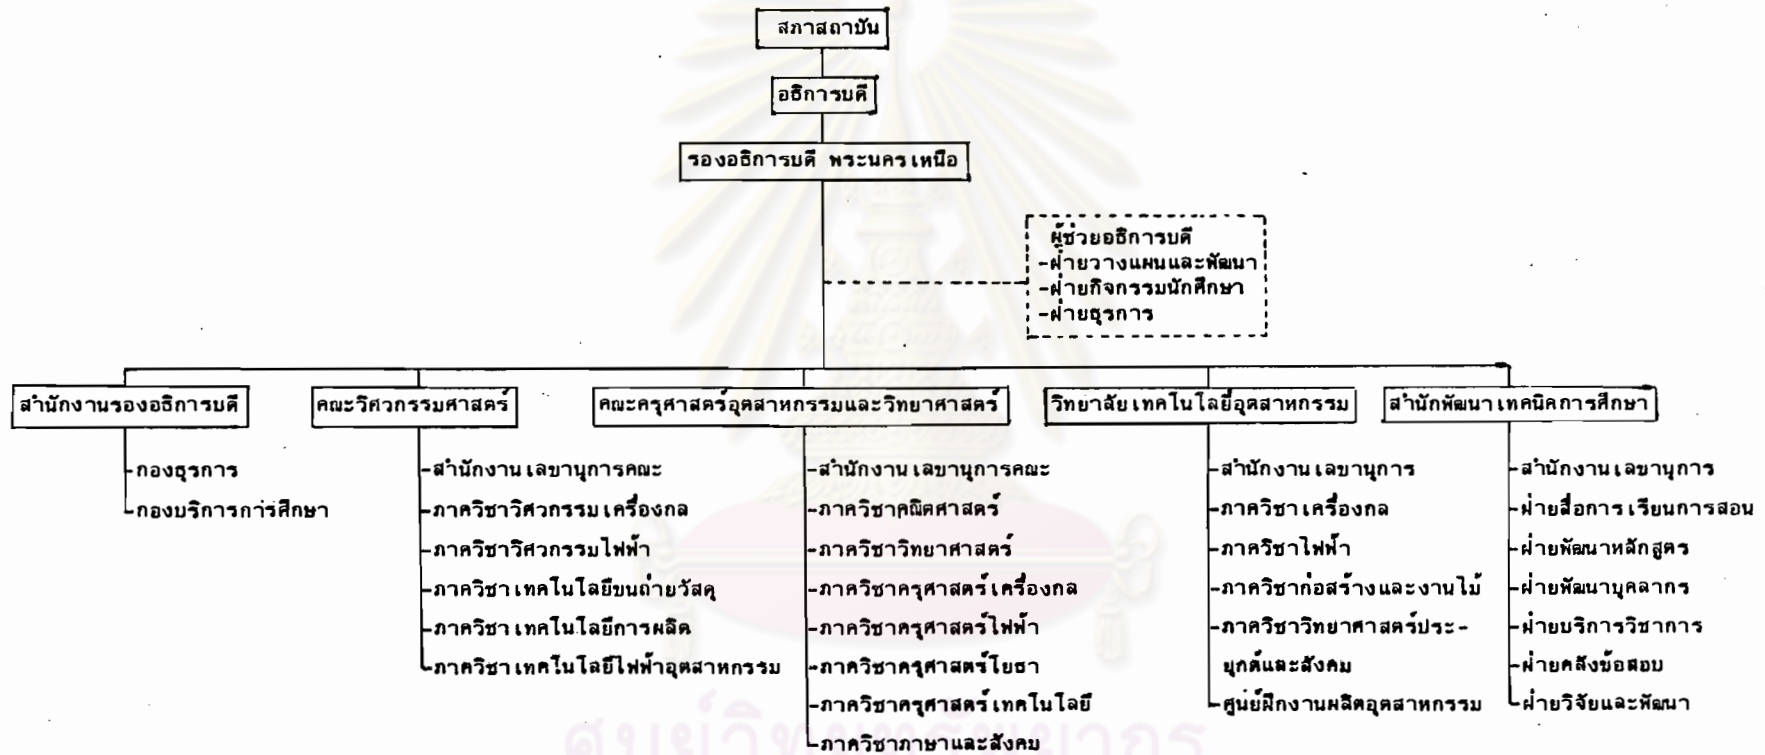 สภาสถาบัน
อธิการบดี
รองอธิการบดี พระนครเหนือ
ผู้ช่วยอธิการบดี
-ฝ่ายวางแผนและพัฒนา
-ฝ่ายกิจกรรมนักศึกษา
-ฝ่ายธุรการ
สำนักงานรองอธิการบดี
-กองธุรการ
-กองบริการการศึกษา
คณะวิศวกรรมศาสตร์
-สำนักงานเลขานุการคณะ
-ภาควิชาวิศวกรรมเครื่องกล
-ภาควิชาวิศวกรรมไฟฟ้า
-ภาควิชาเทคโนโลยีขนถ่ายวัสดุ
-ภาควิชาเทคโนโลยีการผลิต
-ภาควิชาเทคโนโลยีไฟฟ้าอุตสาหกรรม
คณะครุศาสตร์อุตสาหกรรมและวิทยาศาสตร์
-สำนักงานเลขานุการคณะ
-ภาควิชาคณิตศาสตร์
-ภาควิชาวิทยาศาสตร์
-ภาควิชาครุศาสตร์เครื่องกล
-ภาควิชาครุศาสตร์ไฟฟ้า
-ภาควิชาครุศาสตร์โยธา
-ภาควิชาครุศาสตร์เทคโนโลยี
-ภาควิชาภาษาและสังคม
วิทยาลัยเทคโนโลยีอุตสาหกรรม
-สำนักงานเลขานุการ
-ภาควิชาเครื่องกล
-ภาควิชาไฟฟ้า
-ภาควิชาก่อสร้างและงานไม้
-ภาควิชาวิทยาศาสตร์ประ-
ยุกต์และสังคม
-ศูนย์ฝึกงานผลิตอุตสาหกรรม
สำนักพัฒนาเทคนิคการศึกษา
-สำนักงานเลขานุการ
-ฝ่ายสื่อการเรียนการสอน
-ฝ่ายพัฒนาหลักสูตร
-ฝ่ายพัฒนาบุคลากร
-ฝ่ายบริการวิชาการ
-ฝ่ายคลังข้อสอบ
-ฝ่ายวิจัยและพัฒนา
ศูนย์วิทยทรัพยากร